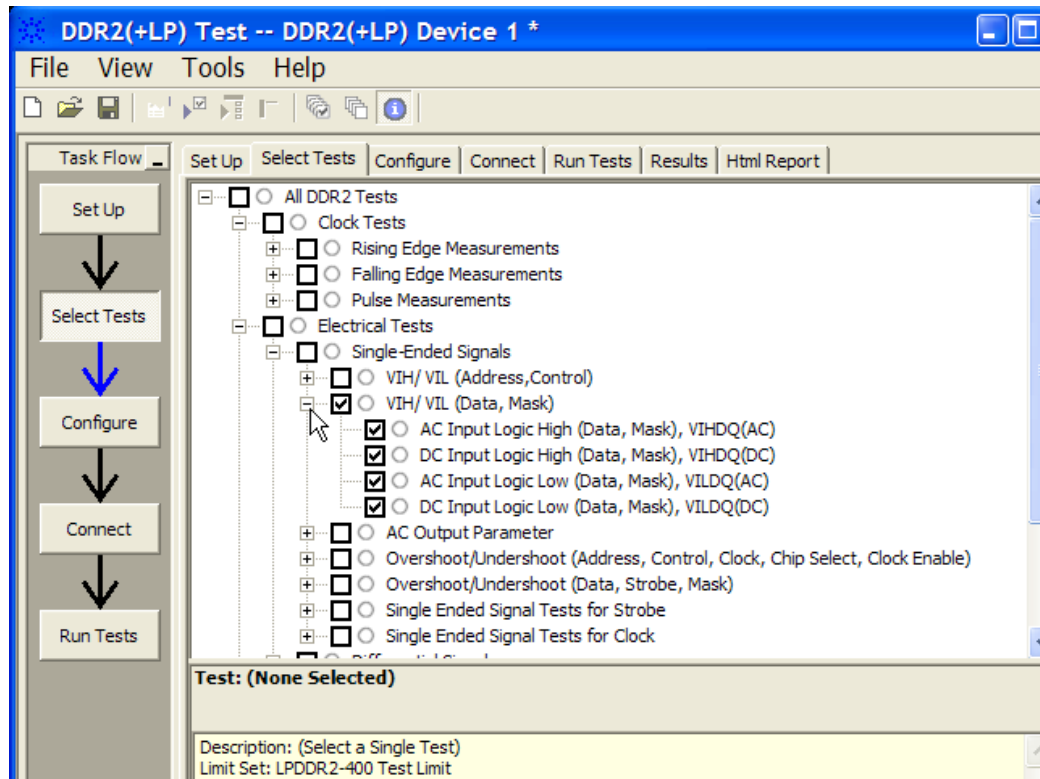 DDR2(+LP) Test -- DDR2(+LP) Device 1 *
File View Tools Help
Task Flow
Set Up Select Tests Configure Connect Run Tests Results Html Report
Set Up
Select Tests
Configure
Connect
Run Tests
All DDR2 Tests
Clock Tests
Rising Edge Measurements
Falling Edge Measurements
Pulse Measurements
Electrical Tests
Single-Ended Signals
VIH/ VIL (Address,Control)
VIH/ VIL (Data, Mask)
AC Input Logic High (Data, Mask), VIHDQ(AC)
DC Input Logic High (Data, Mask), VIHDQ(DC)
AC Input Logic Low (Data, Mask), VILDQ(AC)
DC Input Logic Low (Data, Mask), VILDQ(DC)
AC Output Parameter
Overshoot/Undershoot (Address, Control, Clock, Chip Select, Clock Enable)
Overshoot/Undershoot (Data, Strobe, Mask)
Single Ended Signal Tests for Strobe
Single Ended Signal Tests for Clock
Test: (None Selected)
Description: (Select a Single Test)
Limit Set: LPDDR2-400 Test Limit